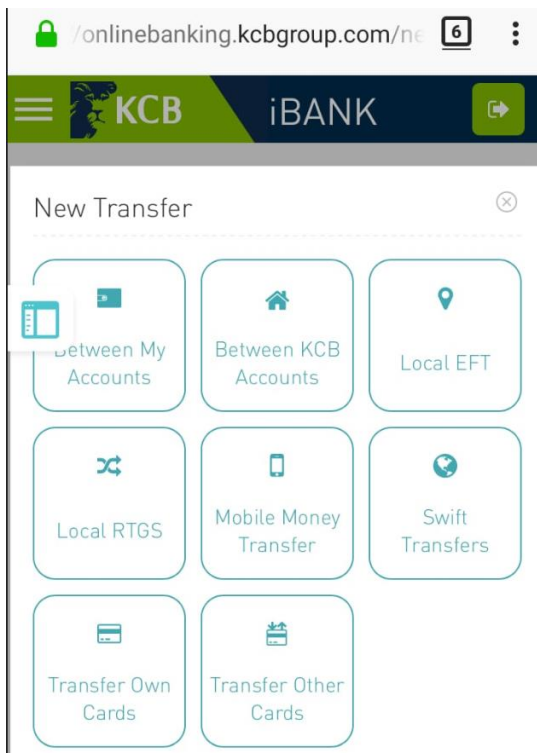 /onlinebanking.kcbgroup.com/ne 6
KCB iBANK
New Transfer
Between My
Accounts
Between KCB
Accounts
Local EFT
Local RTGS
Mobile Money
Transfer
Swift
Transfers
Transfer Own
Cards
Transfer Other
Cards